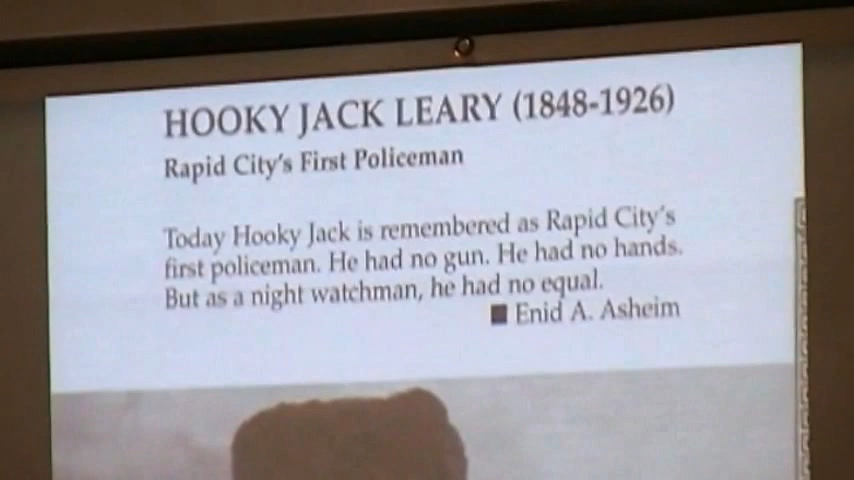 HOOKY JACK LEARY (1848-1926)
Rapid City's First Policeman
Today Hooky Jack is remembered as Rapid City's
first policeman. He had no gun. He had no hands.
But as a night watchman, he had no equal.
■ Enid A. Asheim